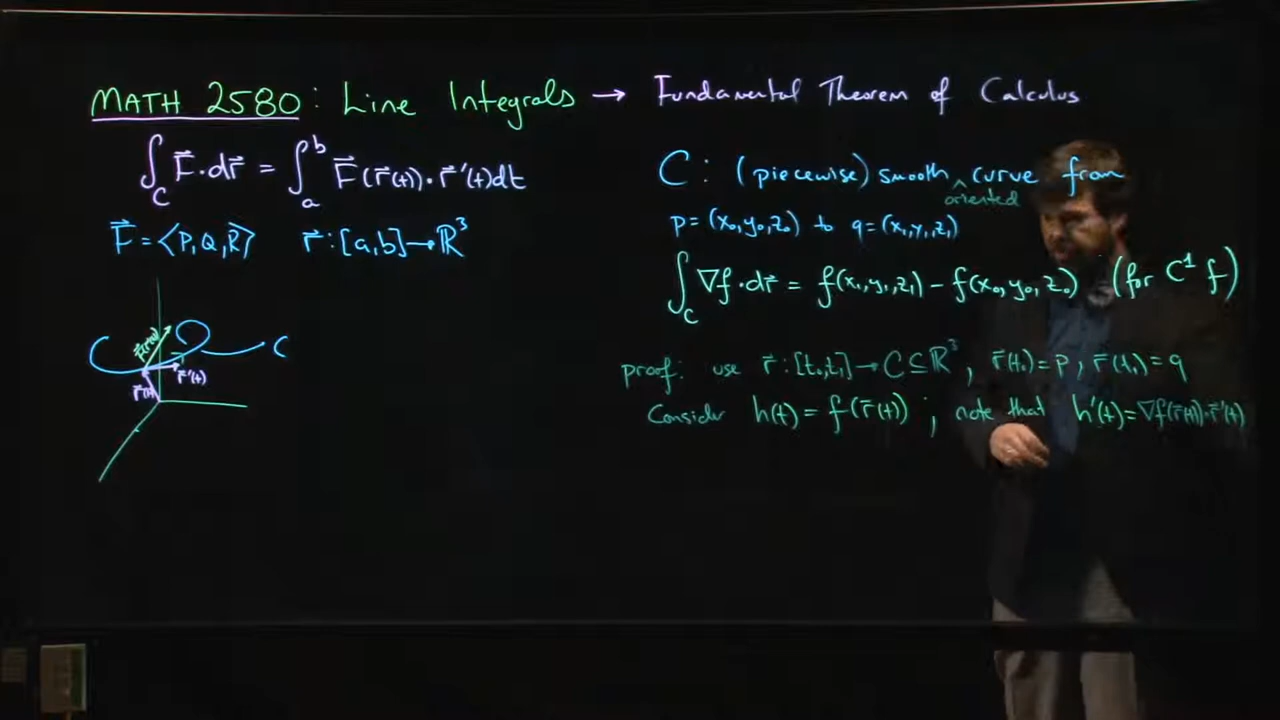 MATH 2580: Line Integrals → Fundamental Theorem of Calculus
∫_C F⃗·dr⃗ = ∫_a^b F⃗(r⃗(t))·r⃗'(t)dt
F⃗ = ⟨P, Q, R⟩ r⃗: [a,b] → ℝ³
F⃗(r⃗(t))
C
r⃗'(t)
r⃗(t)
C: (piecewise) smooth ^ curve from
oriented
p = (x₀,y₀,z₀) to q = (x₁,y₁,z₁)
∫_C ∇f·dr⃗ = f(x₁,y₁,z₁) - f(x₀,y₀,z₀) (for C¹ f)
proof: use r⃗: [t₀,t₁] → C ⊆ ℝ³, r⃗(t₀) = p, r⃗(t₁) = q
Consider h(t) = f(r⃗(t)); note that h'(t) = ∇f(r⃗(t))·r⃗'(t)